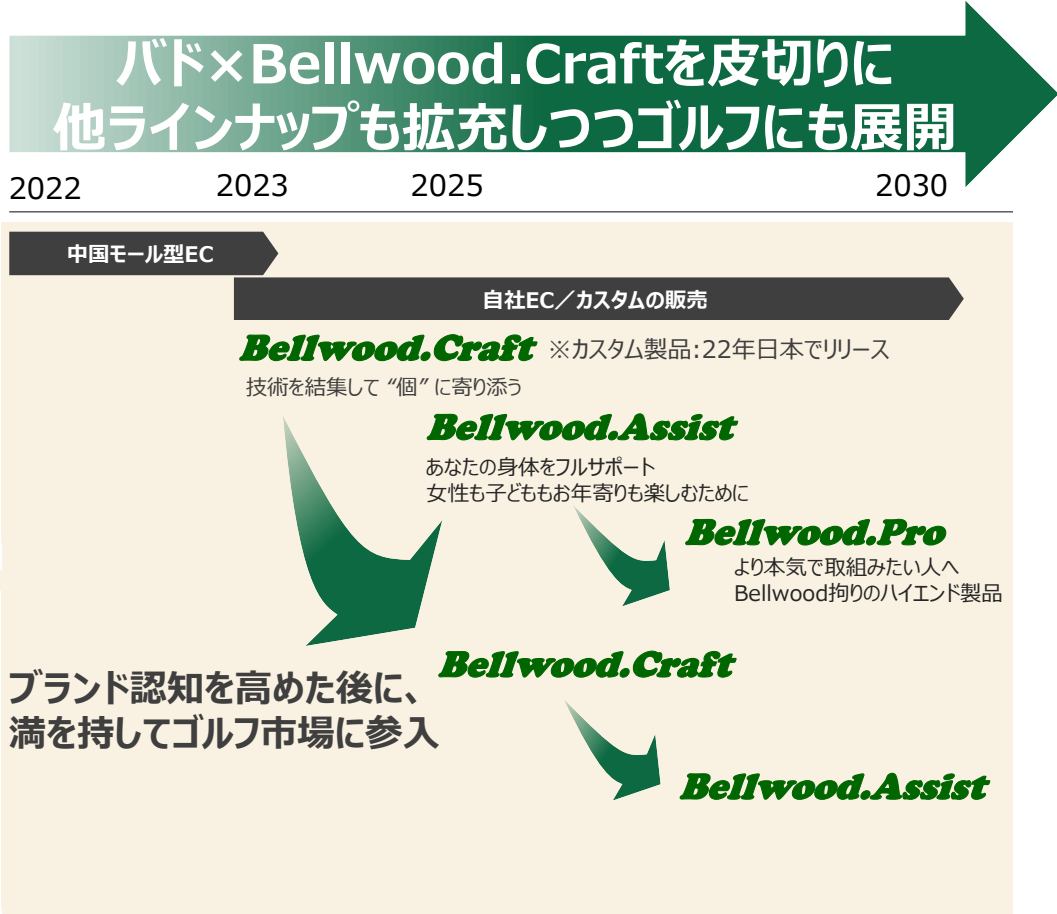 バド×Bellwood.Craftを皮切りに
他ラインナップも拡充しつつゴルフにも展開
2022 2023 2025 2030
中国モール型EC
自社EC／カスタムの販売
Bellwood.Craft ※カスタム製品:22年日本でリリース
技術を結集して “個” に寄り添う
Bellwood.Assist
あなたの身体をフルサポート
女性も子どももお年寄りも楽しむために
Bellwood.Pro
より本気で取組みたい人へ
Bellwood拘りのハイエンド製品
Bellwood.Craft
ブランド認知を高めた後に、
満を持してゴルフ市場に参入
Bellwood.Assist